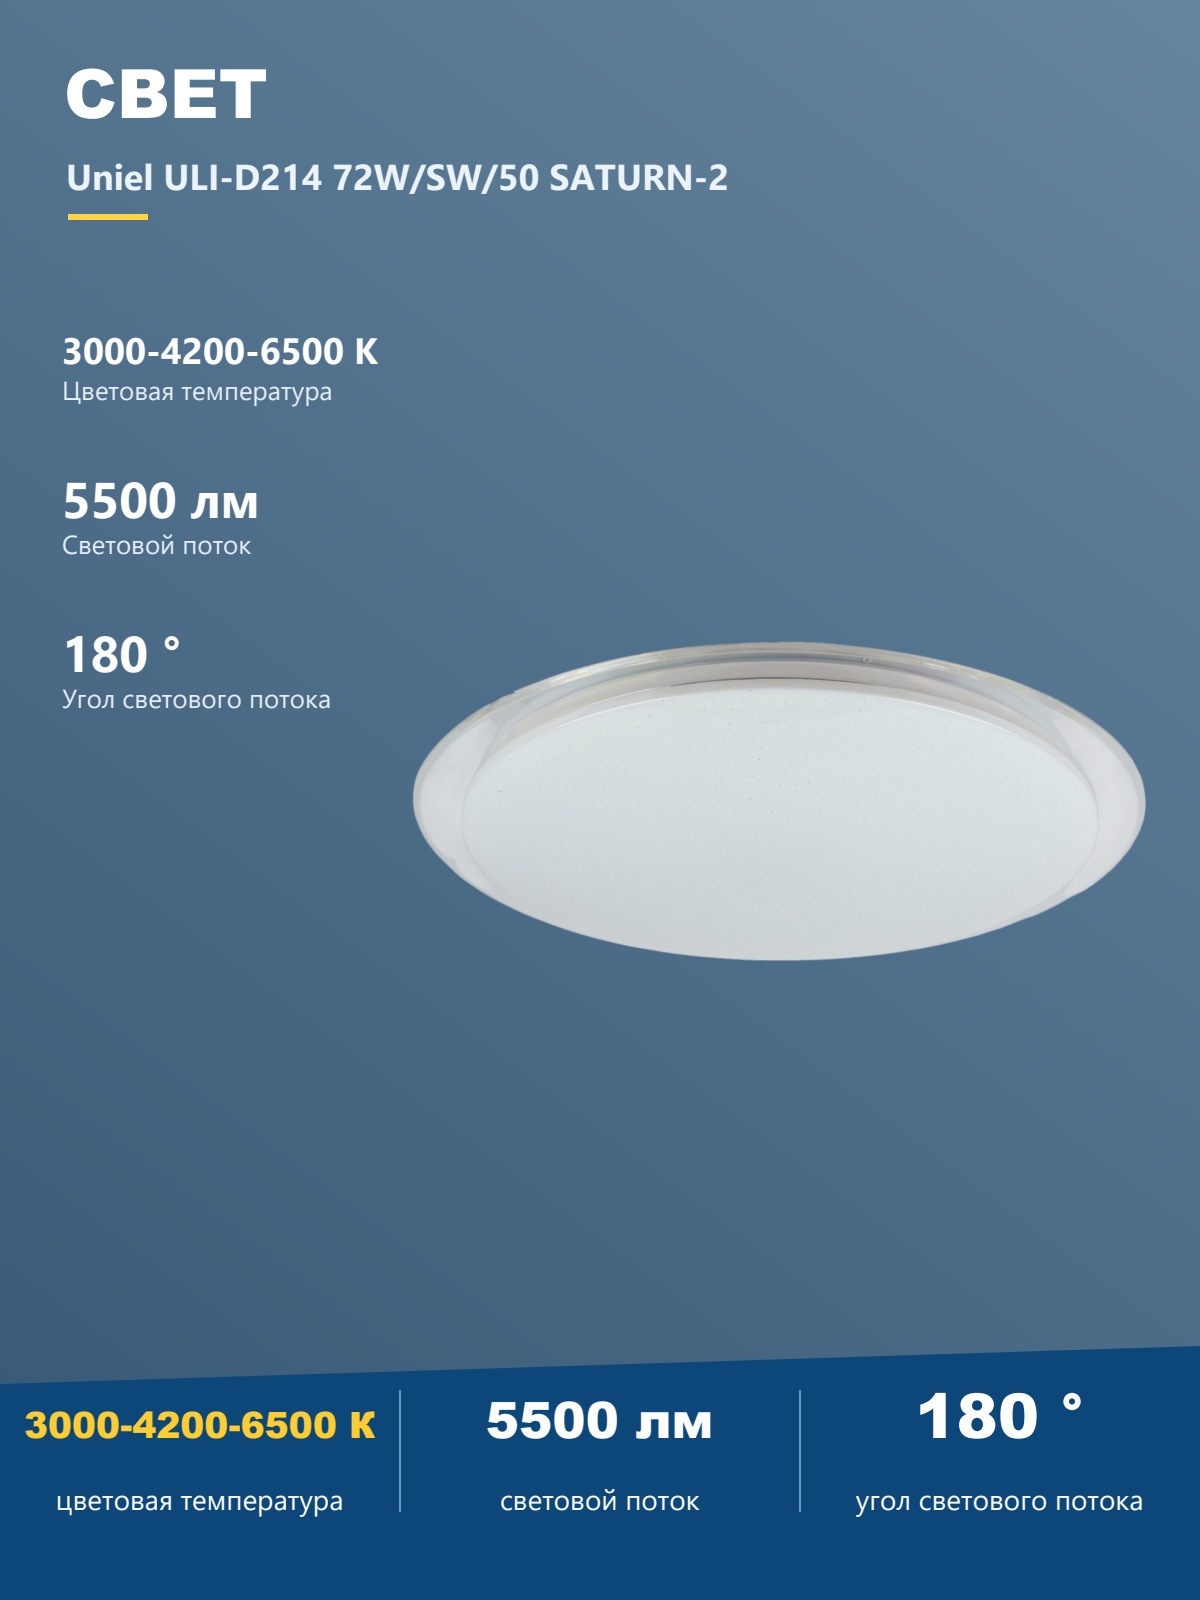 СВЕТ
Uniel ULI-D214 72W/SW/50 SATURN-2
3000-4200-6500 К
Цветовая температура
5500 лм
Световой поток
180 °
Угол светового потока
3000-4200-6500 К
цветовая температура
5500 лм
световой поток
180 °
угол светового потока